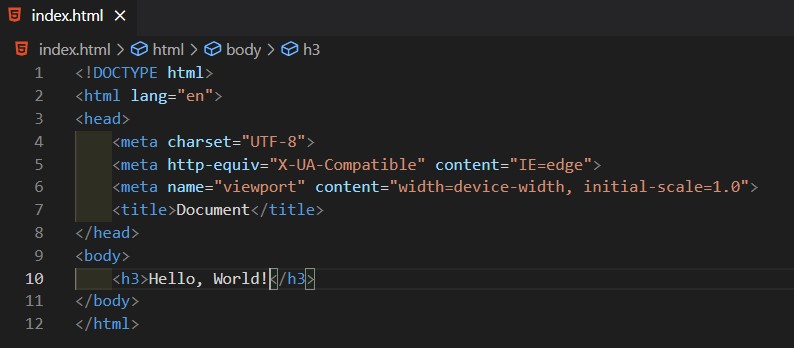 index.html ×
index.html > html > body > h3
1 <!DOCTYPE html>
2 <html lang="en">
3 <head>
4     <meta charset="UTF-8">
5     <meta http-equiv="X-UA-Compatible" content="IE=edge">
6     <meta name="viewport" content="width=device-width, initial-scale=1.0">
7     <title>Document</title>
8 </head>
9 <body>
10     <h3>Hello, World!</h3>
11 </body>
12 </html>